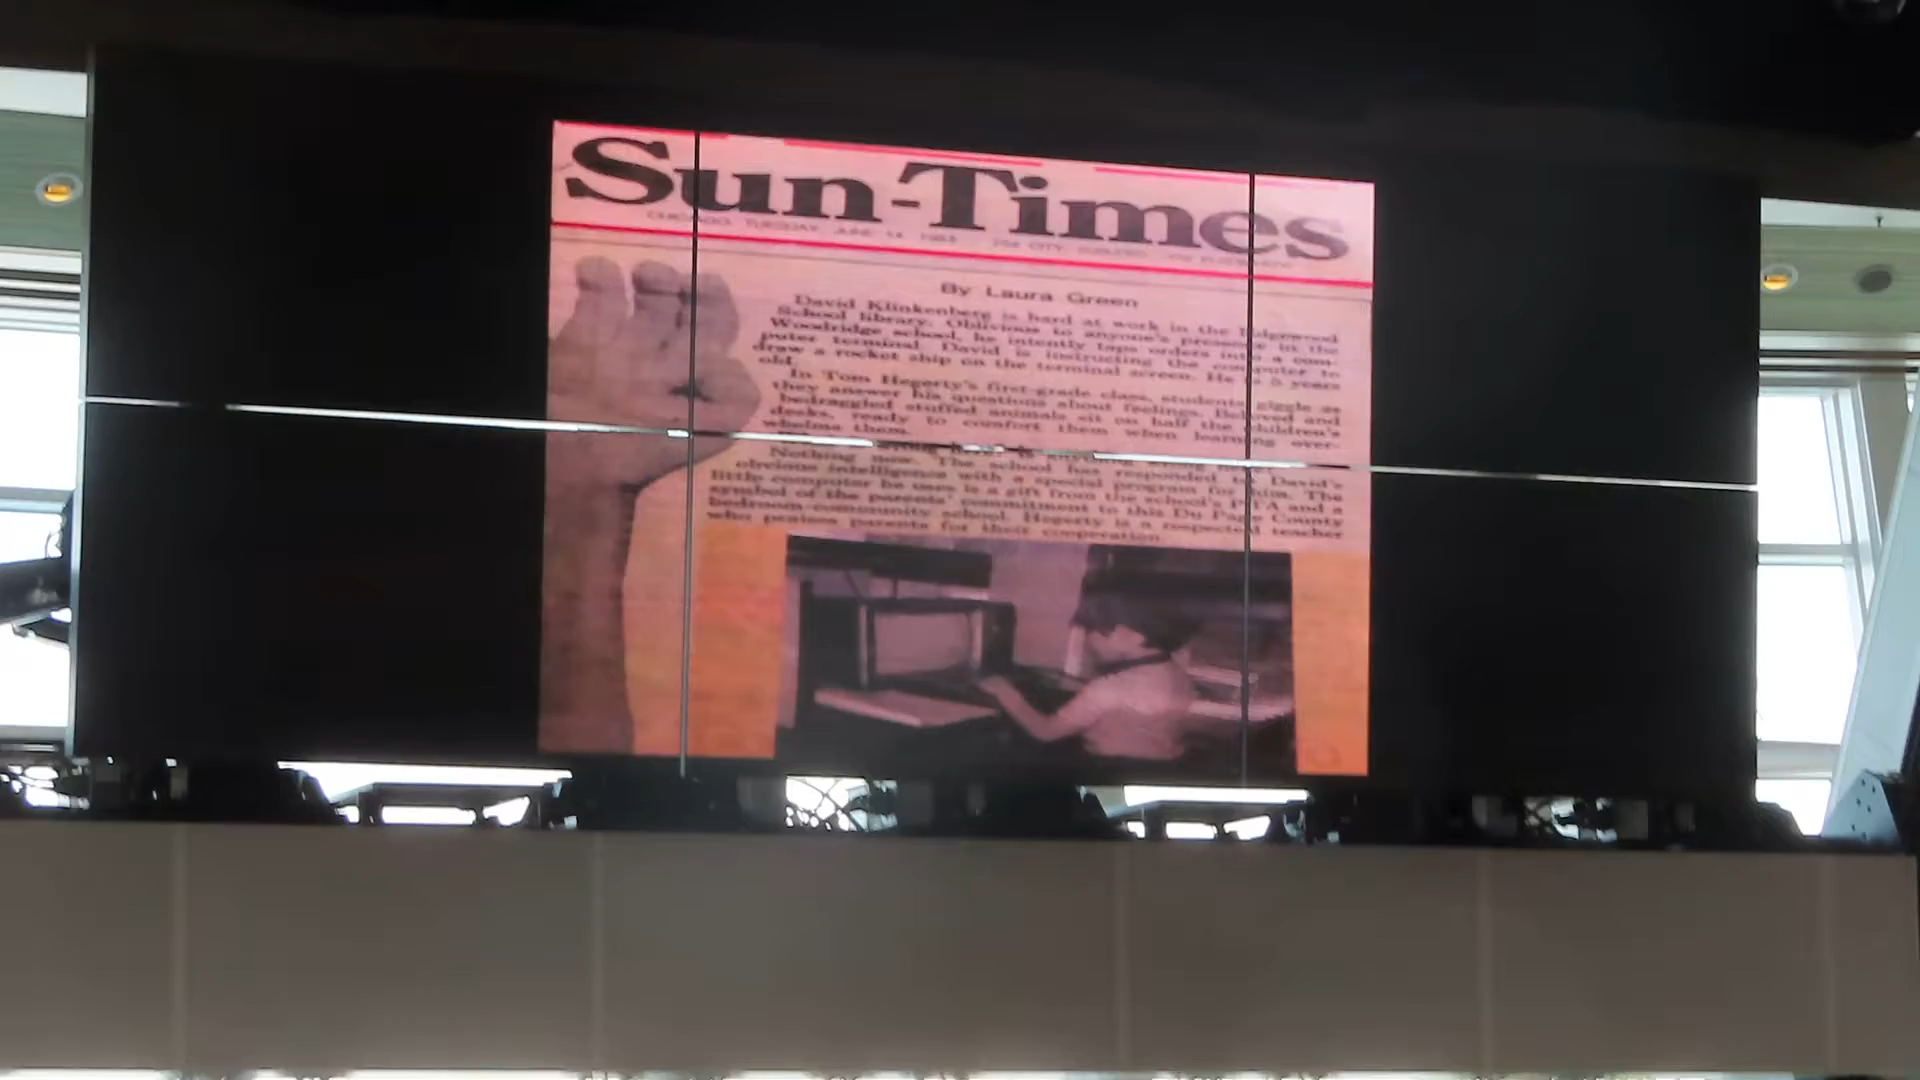 Sun-Times
CHICAGO, TUESDAY, JUNE 14, 1983
By Laura Green
David Klinkenberg is hard at work in the Edgewood
School library. Oblivious to anyone's presence in the
Woodridge school, he intently taps orders into a com-
puter terminal. David is instructing the computer to
draw a rocket ship on the terminal screen. He is 5 years
old.
In Tom Hegerty's first-grade class, students giggle as
they answer his questions about feelings. Beloved and
bedraggled stuffed animals sit on half the children's
desks, ready to comfort them when learning over-
whelms them.
Nothing now. The school has responded to David's
obvious intelligence with a special program for him. The
little computer he uses is a gift from the school's PTA and a
symbol of the parents' commitment to this Du Page County
bedroom-community school. Hegerty is a respected teacher
who praises parents for their cooperation.